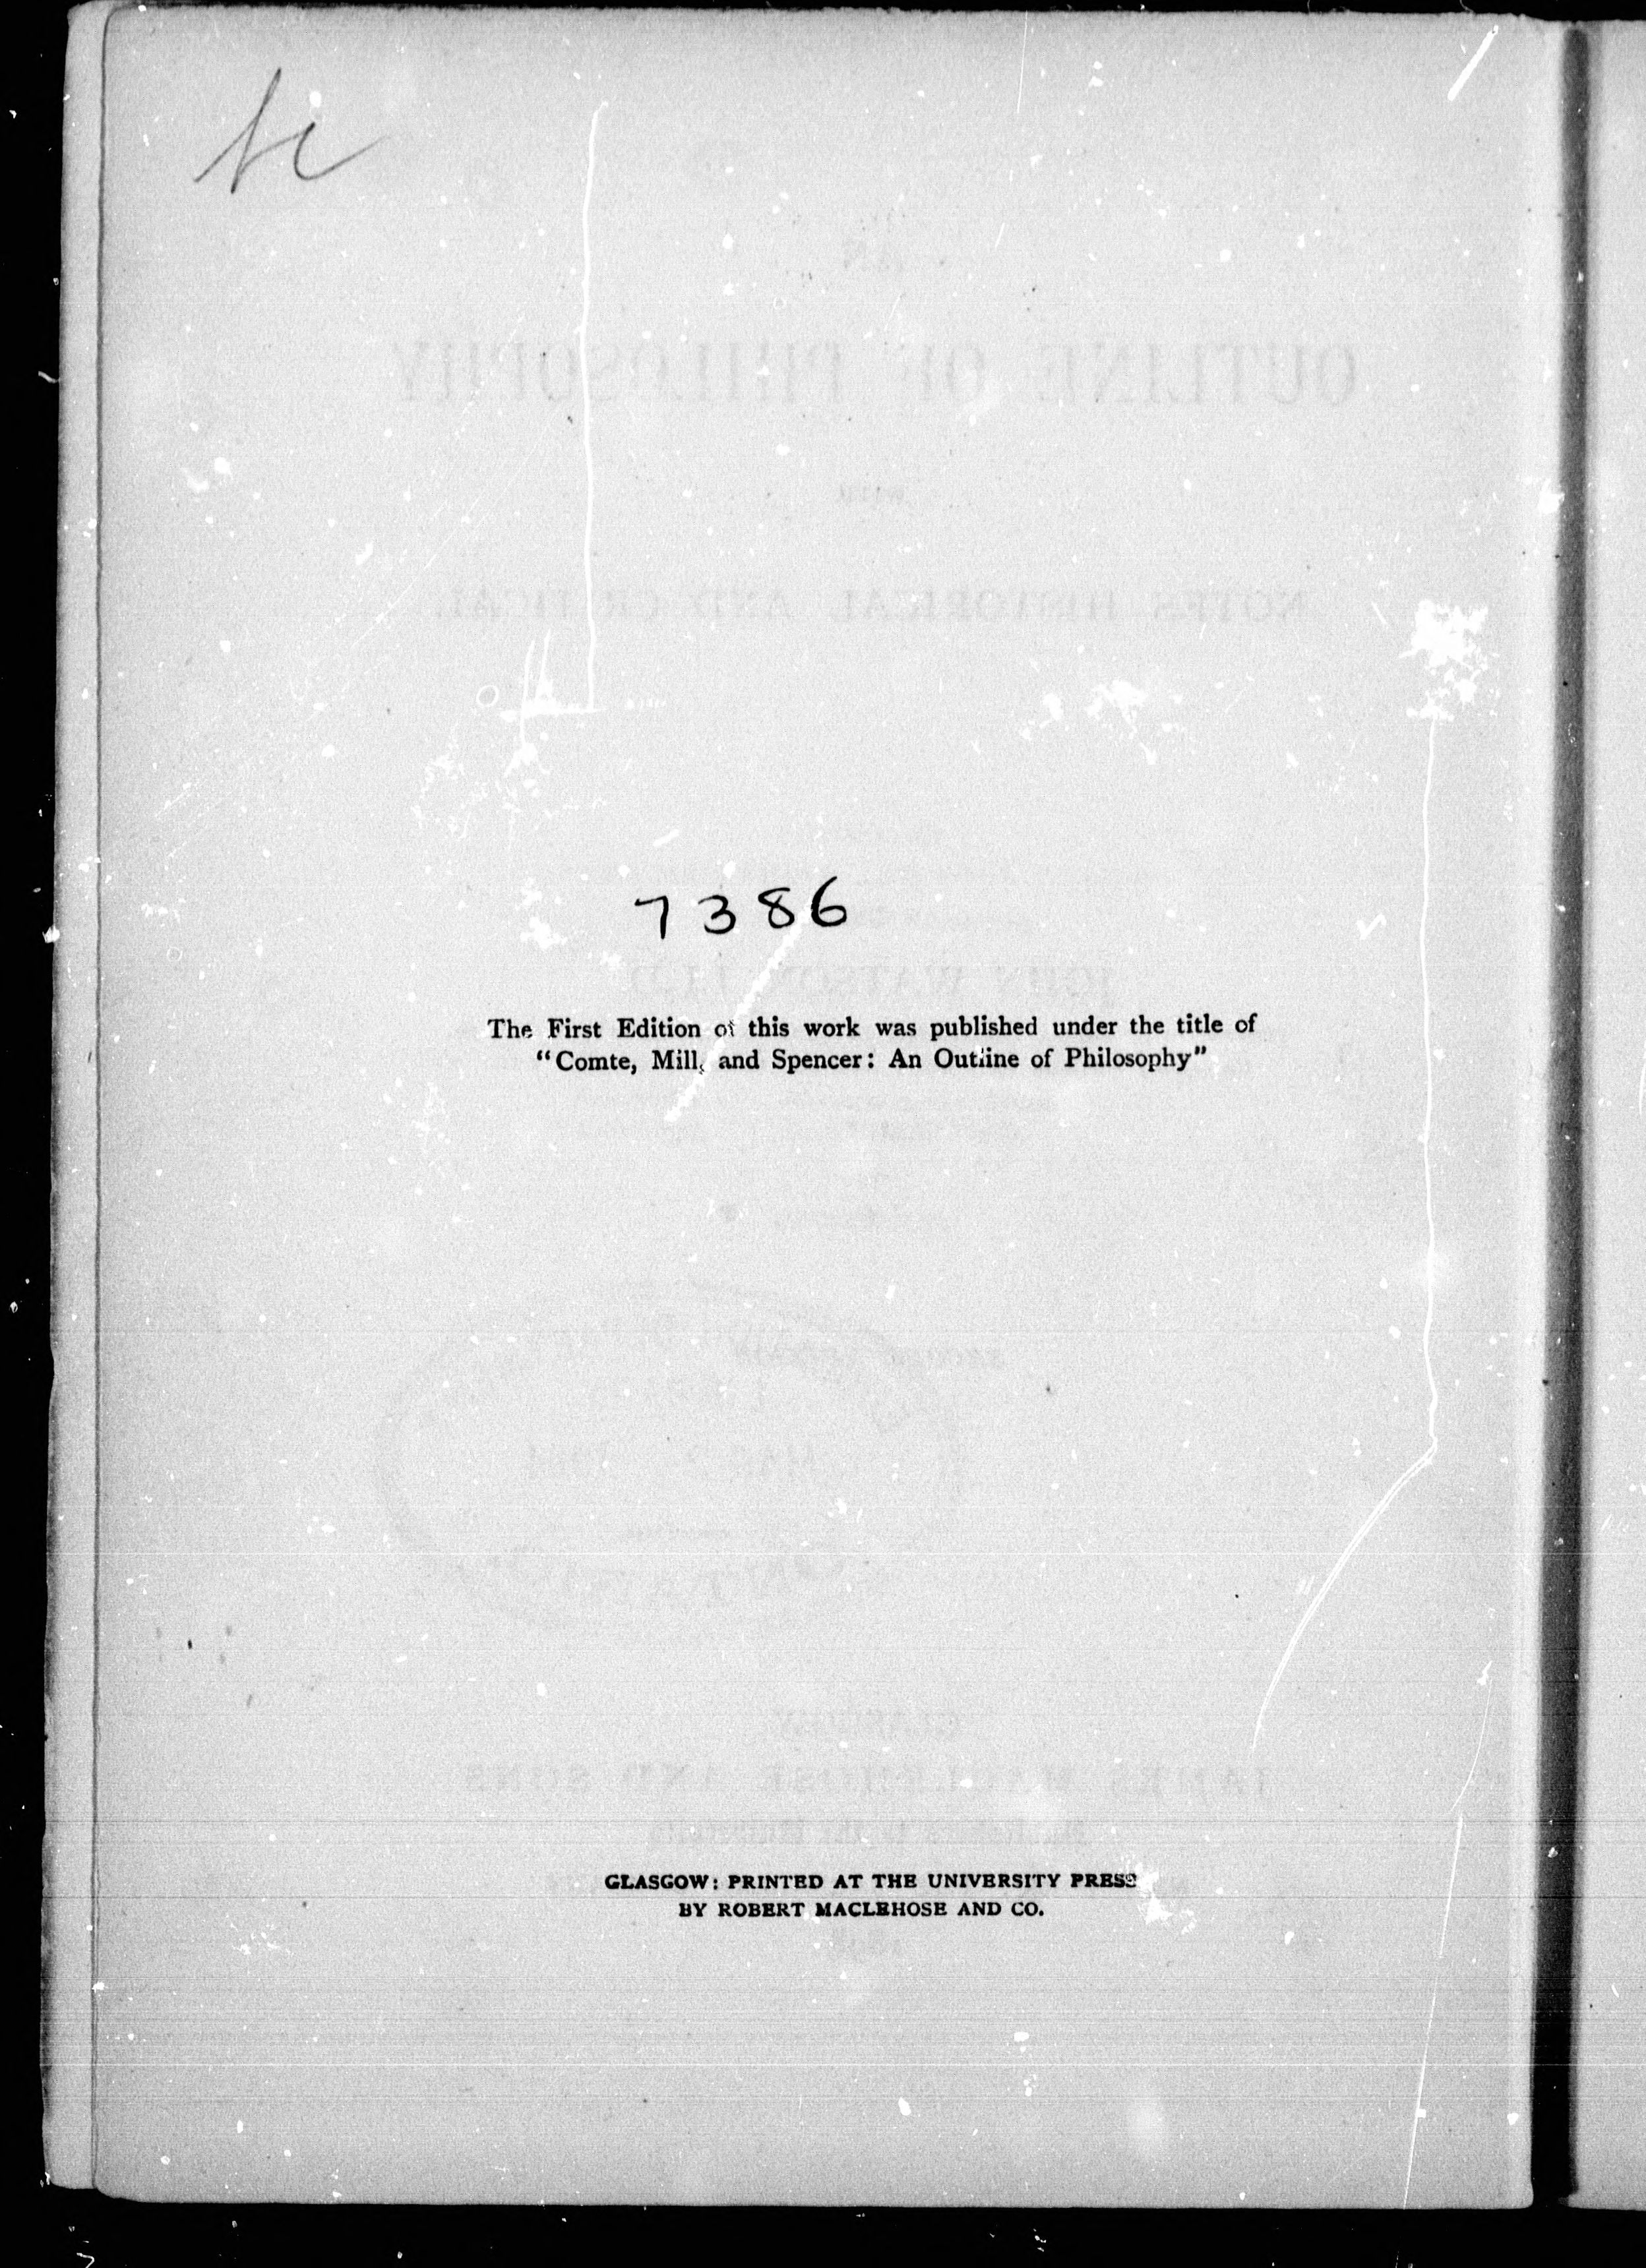 7386
The First Edition of this work was published under the title of
“Comte, Mill, and Spencer: An Outline of Philosophy”
GLASGOW: PRINTED AT THE UNIVERSITY PRESS
BY ROBERT MACLEHOSE AND CO.